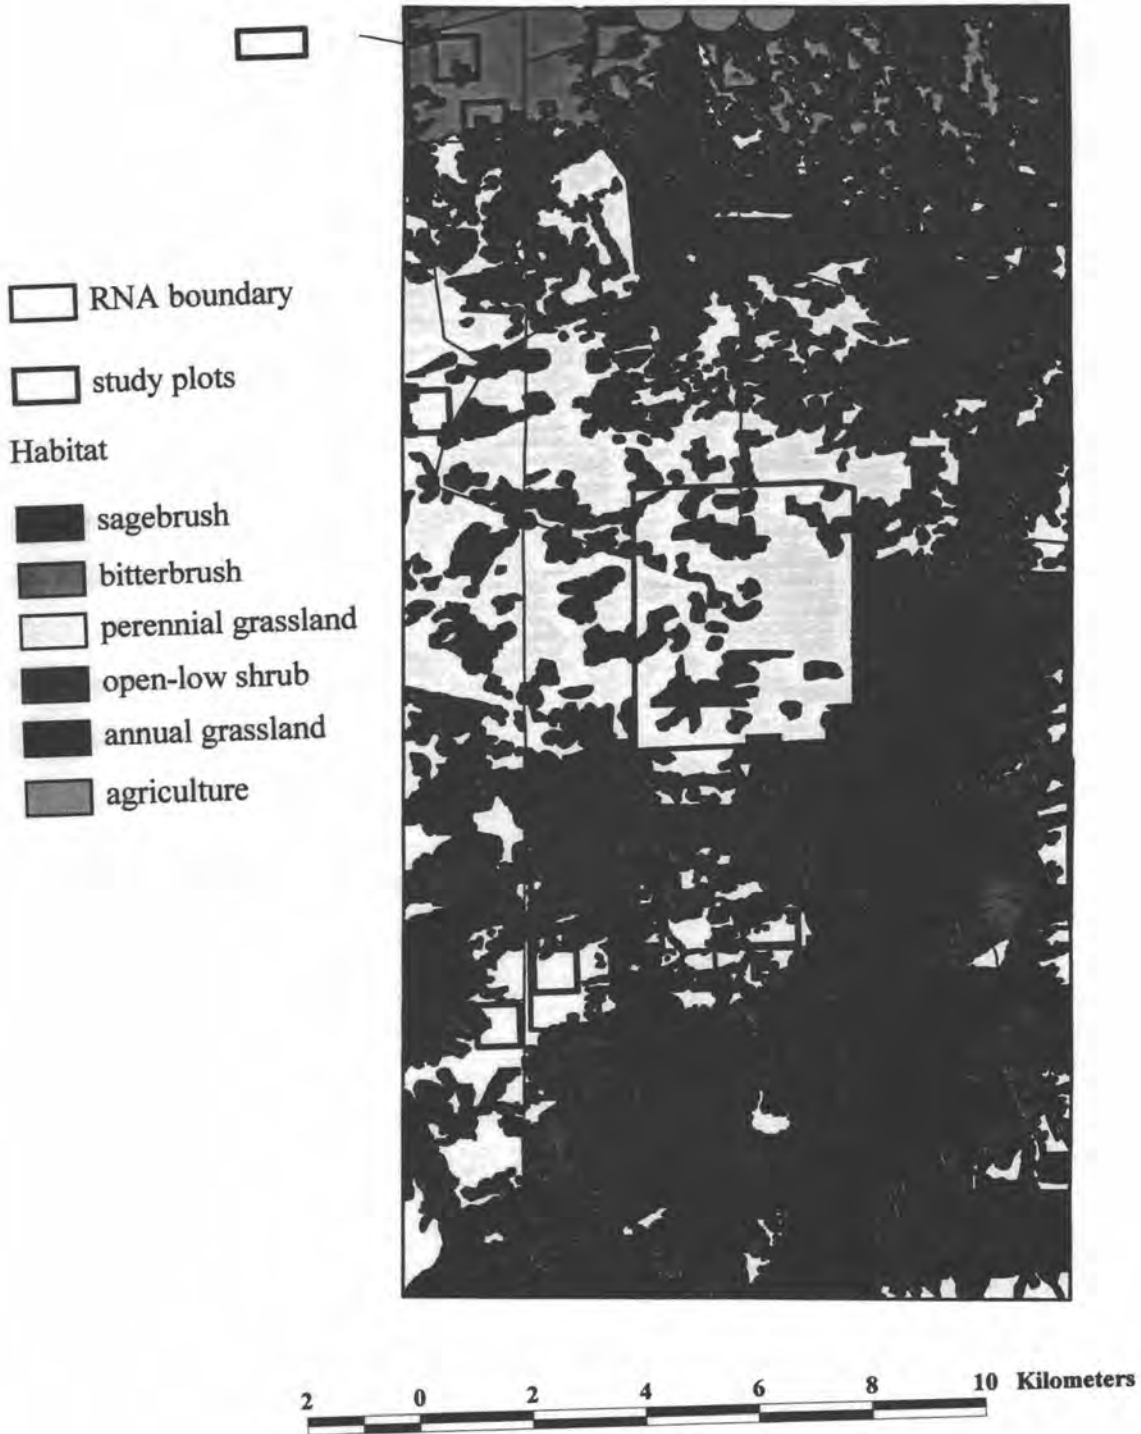 RNA boundary
study plots
Habitat
sagebrush
bitterbrush
perennial grassland
open-low shrub
annual grassland
agriculture
2 0 2 4 6 8 10 Kilometers